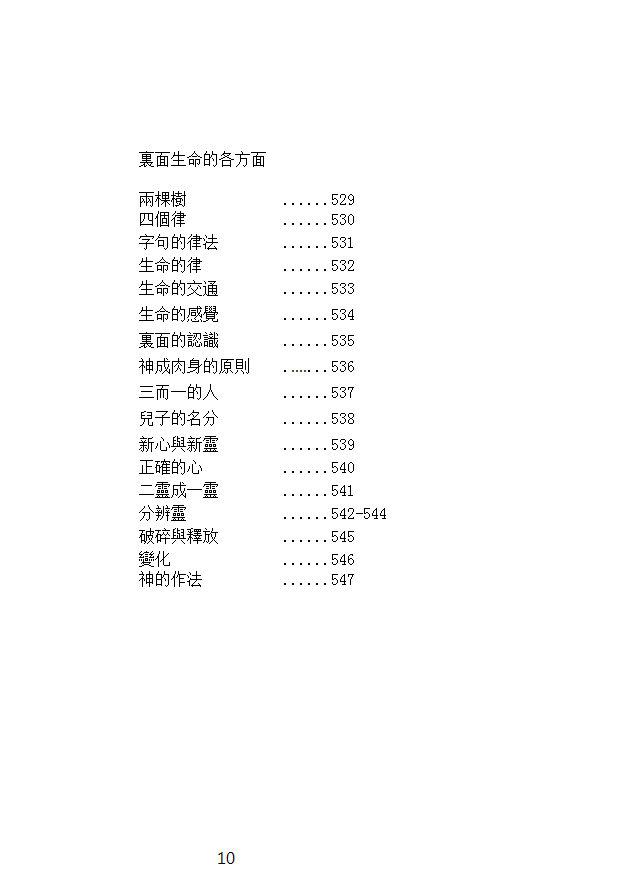 裏面生命的各方面
兩棵樹 ......529
四個律 ......530
字句的律法 ......531
生命的律 ......532
生命的交通 ......533
生命的感覺 ......534
裏面的認識 ......535
神成肉身的原則 .......536
三而一的人 ......537
兒子的名分 ......538
新心與新靈 ......539
正確的心 ......540
二靈成一靈 ......541
分辨靈 ......542-544
破碎與釋放 ......545
變化 ......546
神的作法 ......547
10